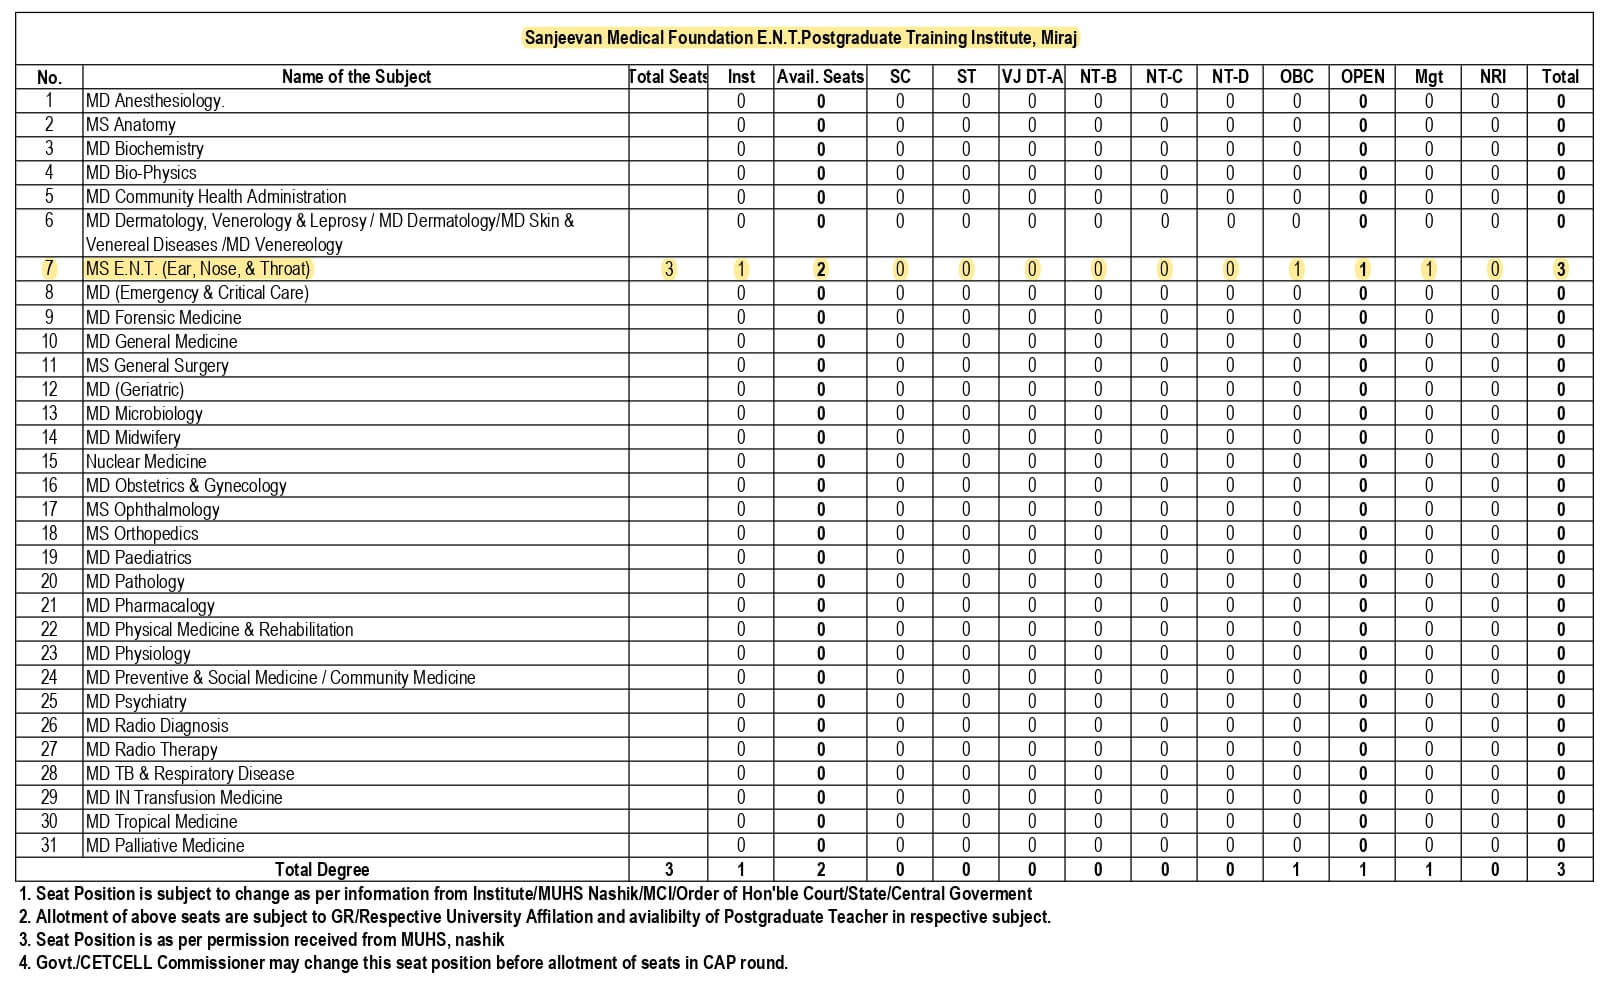 Sanjeevan Medical Foundation E.N.T.Postgraduate Training Institute, Miraj
No. Name of the Subject Total Seats Inst Avail. Seats SC ST VJ DT-A NT-B NT-C NT-D OBC OPEN Mgt NRI Total
1 MD Anesthesiology. 0 0 0 0 0 0 0 0 0 0 0 0 0
2 MS Anatomy 0 0 0 0 0 0 0 0 0 0 0 0 0
3 MD Biochemistry 0 0 0 0 0 0 0 0 0 0 0 0 0
4 MD Bio-Physics 0 0 0 0 0 0 0 0 0 0 0 0 0
5 MD Community Health Administration 0 0 0 0 0 0 0 0 0 0 0 0 0
6 MD Dermatology, Venerology & Leprosy / MD Dermatology/MD Skin & 0 0 0 0 0 0 0 0 0 0 0 0 0
Venereal Diseases /MD Venereology
7 MS E.N.T. (Ear, Nose, & Throat) 3 1 2 0 0 0 0 0 0 1 1 1 0 3
8 MD (Emergency & Critical Care) 0 0 0 0 0 0 0 0 0 0 0 0 0
9 MD Forensic Medicine 0 0 0 0 0 0 0 0 0 0 0 0 0
10 MD General Medicine 0 0 0 0 0 0 0 0 0 0 0 0 0
11 MS General Surgery 0 0 0 0 0 0 0 0 0 0 0 0 0
12 MD (Geriatric) 0 0 0 0 0 0 0 0 0 0 0 0 0
13 MD Microbiology 0 0 0 0 0 0 0 0 0 0 0 0 0
14 MD Midwifery 0 0 0 0 0 0 0 0 0 0 0 0 0
15 Nuclear Medicine 0 0 0 0 0 0 0 0 0 0 0 0 0
16 MD Obstetrics & Gynecology 0 0 0 0 0 0 0 0 0 0 0 0 0
17 MS Ophthalmology 0 0 0 0 0 0 0 0 0 0 0 0 0
18 MS Orthopedics 0 0 0 0 0 0 0 0 0 0 0 0 0
19 MD Paediatrics 0 0 0 0 0 0 0 0 0 0 0 0 0
20 MD Pathology 0 0 0 0 0 0 0 0 0 0 0 0 0
21 MD Pharmacalogy 0 0 0 0 0 0 0 0 0 0 0 0 0
22 MD Physical Medicine & Rehabilitation 0 0 0 0 0 0 0 0 0 0 0 0 0
23 MD Physiology 0 0 0 0 0 0 0 0 0 0 0 0 0
24 MD Preventive & Social Medicine / Community Medicine 0 0 0 0 0 0 0 0 0 0 0 0 0
25 MD Psychiatry 0 0 0 0 0 0 0 0 0 0 0 0 0
26 MD Radio Diagnosis 0 0 0 0 0 0 0 0 0 0 0 0 0
27 MD Radio Therapy 0 0 0 0 0 0 0 0 0 0 0 0 0
28 MD TB & Respiratory Disease 0 0 0 0 0 0 0 0 0 0 0 0 0
29 MD IN Transfusion Medicine 0 0 0 0 0 0 0 0 0 0 0 0 0
30 MD Tropical Medicine 0 0 0 0 0 0 0 0 0 0 0 0 0
31 MD Palliative Medicine 0 0 0 0 0 0 0 0 0 0 0 0 0
Total Degree 3 1 2 0 0 0 0 0 0 1 1 1 0 3
1. Seat Position is subject to change as per information from Institute/MUHS Nashik/MCI/Order of Hon'ble Court/State/Central Goverment
2. Allotment of above seats are subject to GR/Respective University Affilation and avialibilty of Postgraduate Teacher in respective subject.
3. Seat Position is as per permission received from MUHS, nashik
4. Govt./CETCELL Commissioner may change this seat position before allotment of seats in CAP round.